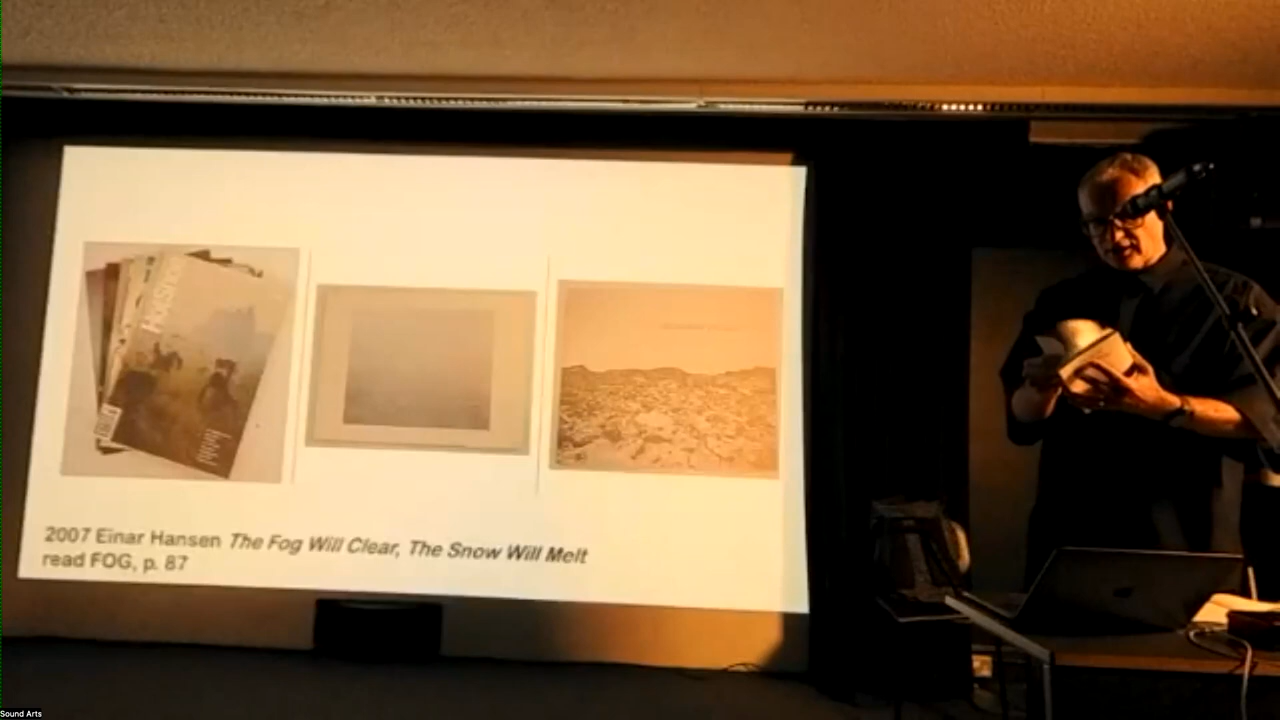 2007 Einar Hansen The Fog Will Clear, The Snow Will Melt
read FOG, p. 87
Sound Arts